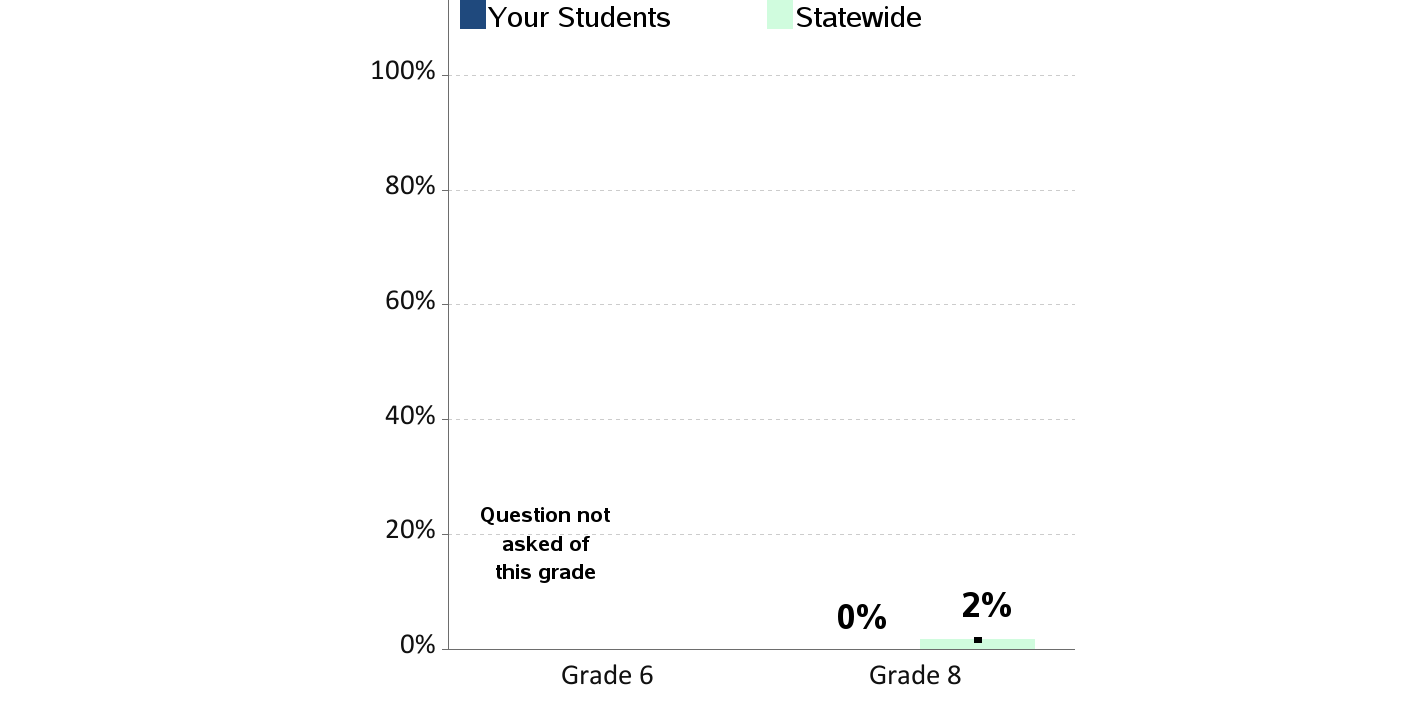 Your Students Statewide
100%
80%
60%
40%
20%
0%
Question not
asked of
this grade
0% 2%
Grade 6 Grade 8